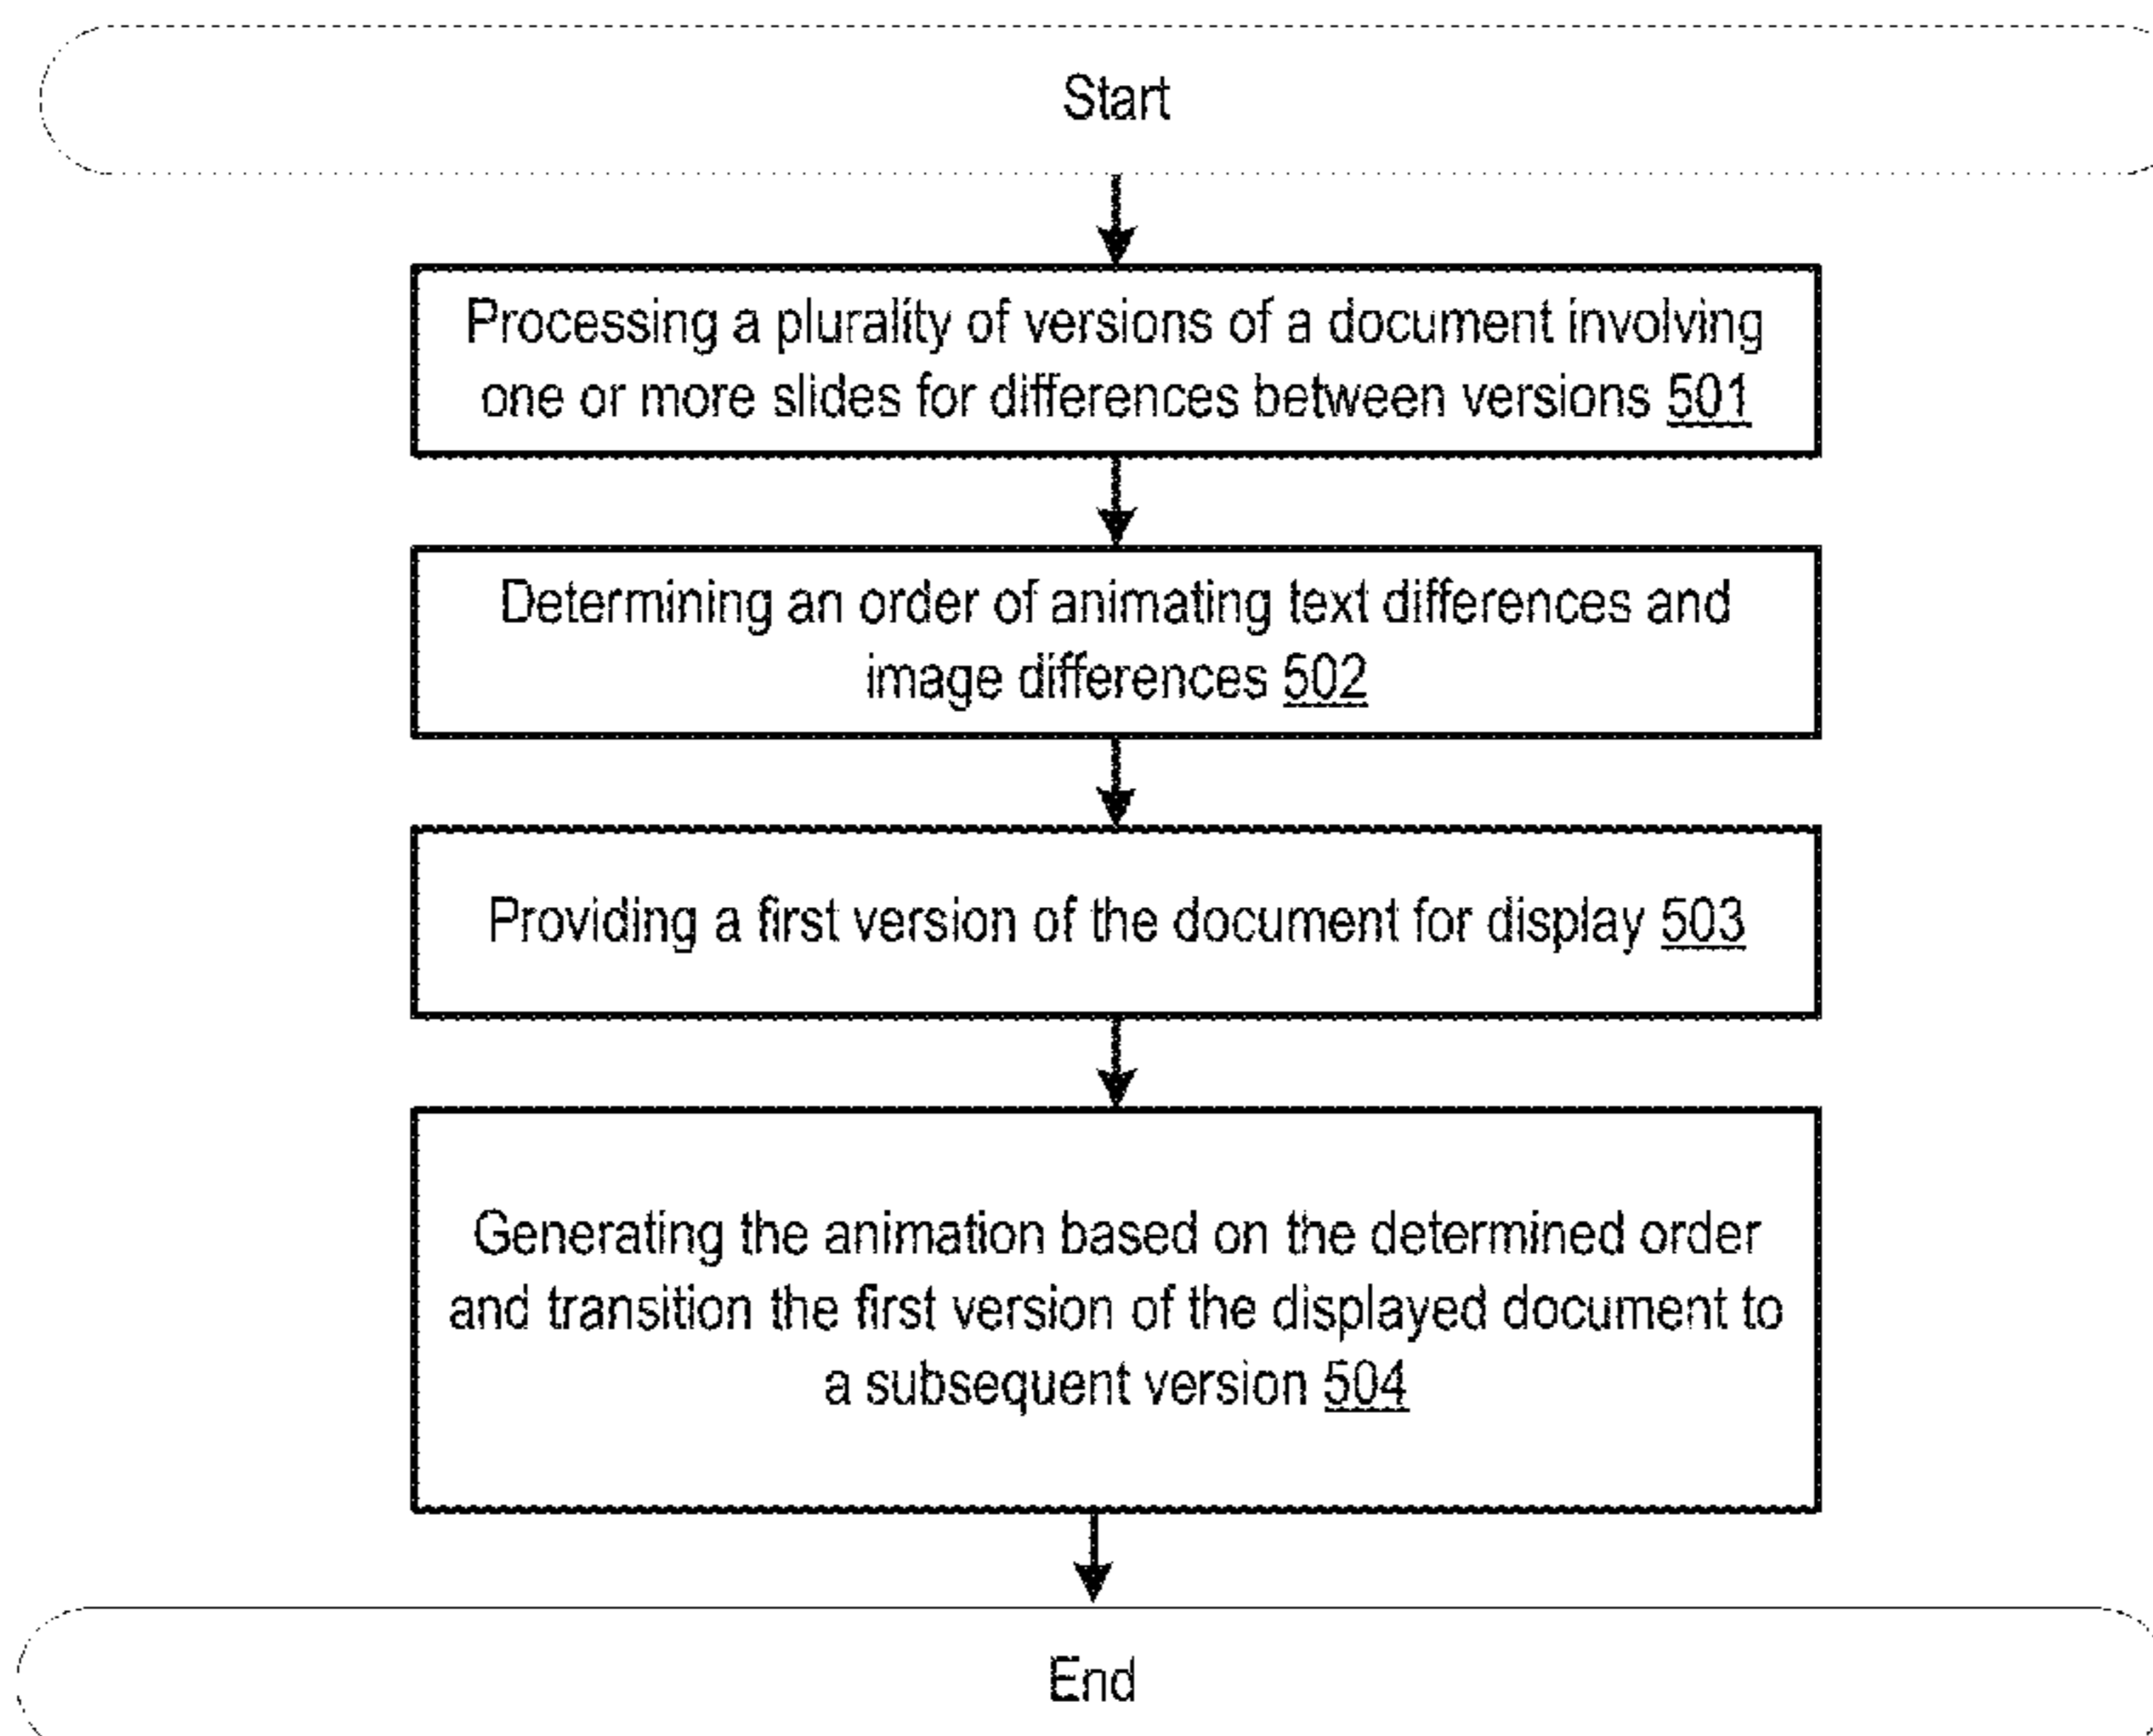 Start
Processing a plurality of versions of a document involving
one or more slides for differences between versions 501
Determining an order of animating text differences and
image differences 502
Providing a first version of the document for display 503
Generating the animation based on the determined order
and transition the first version of the displayed document to
a subsequent version 504
End